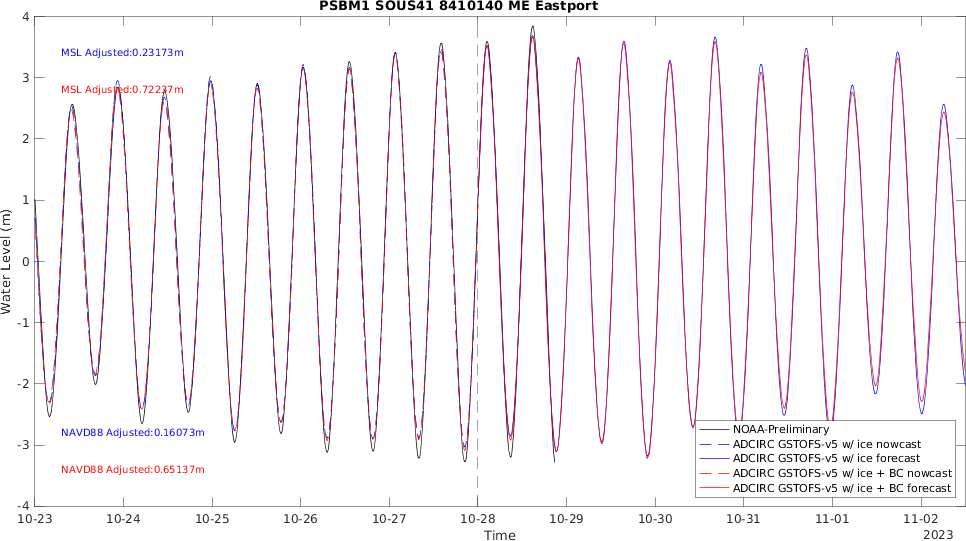 PSBM1 SOUS41 8410140 ME Eastport
MSL Adjusted:0.23173m
MSL Adjusted:0.72237m
NAVD88 Adjusted:0.16073m
NAVD88 Adjusted:0.65137m
Water Level (m)
4
3
2
1
0
-1
-2
-3
-4
NOAA-Preliminary
ADCIRC GSTOFS-v5 w/ ice nowcast
ADCIRC GSTOFS-v5 w/ ice forecast
ADCIRC GSTOFS-v5 w/ ice + BC nowcast
ADCIRC GSTOFS-v5 w/ ice + BC forecast
10-23 10-24 10-25 10-26 10-27 10-28 10-29 10-30 10-31 11-01 11-02
Time
2023